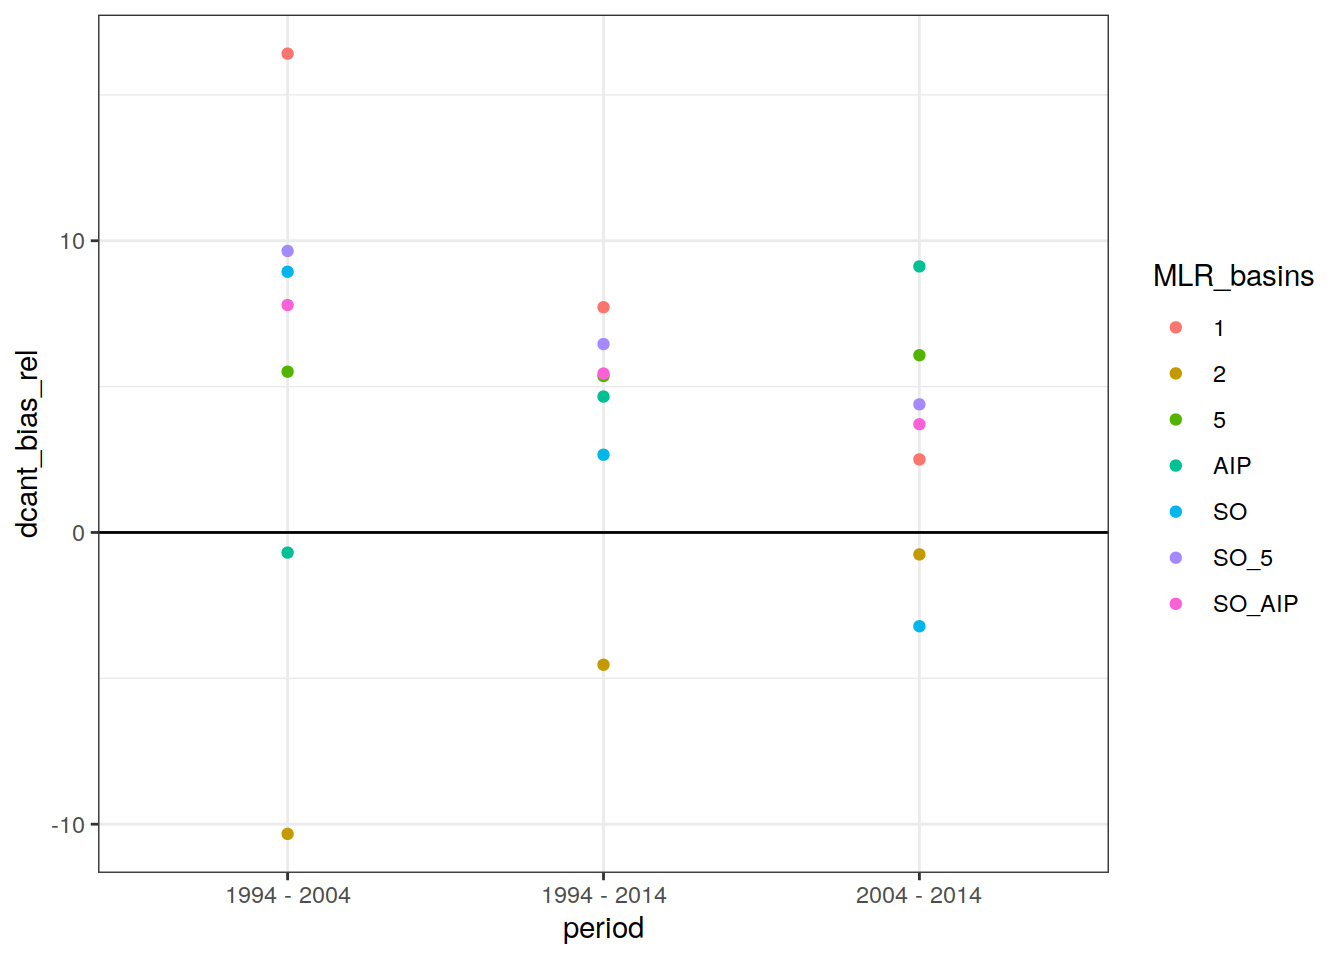 10
0
-10
dcant_bias_rel
1994 - 2004
1994 - 2014
2004 - 2014
period
MLR_basins
1
2
5
AIP
SO
SO_5
SO_AIP